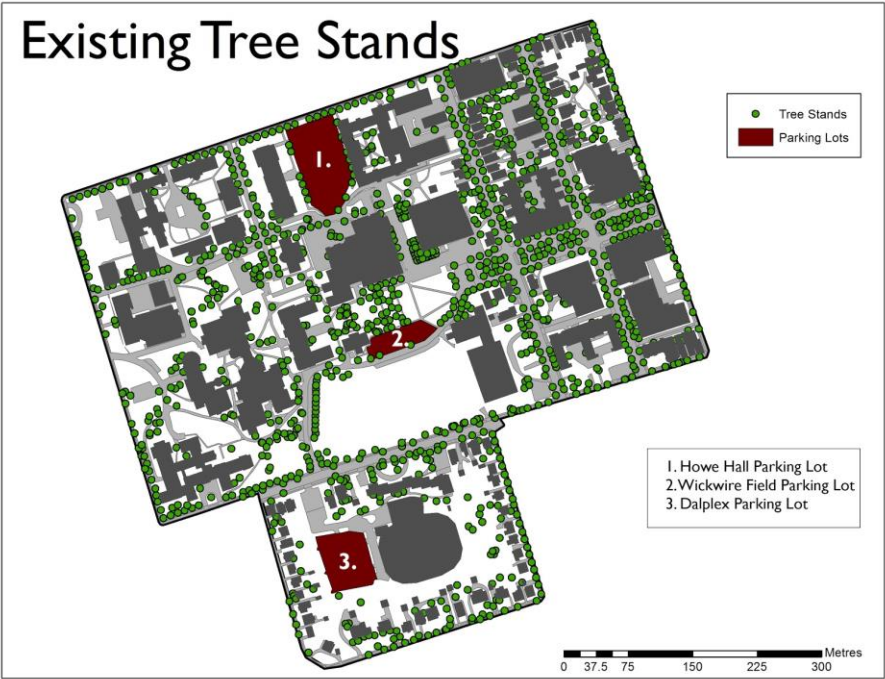 Existing Tree Stands
Tree Stands
Parking Lots
1.
2.
1. Howe Hall Parking Lot
2. Wickwire Field Parking Lot
3. Dalplex Parking Lot
3.
Metres
0 37.5 75 150 225 300